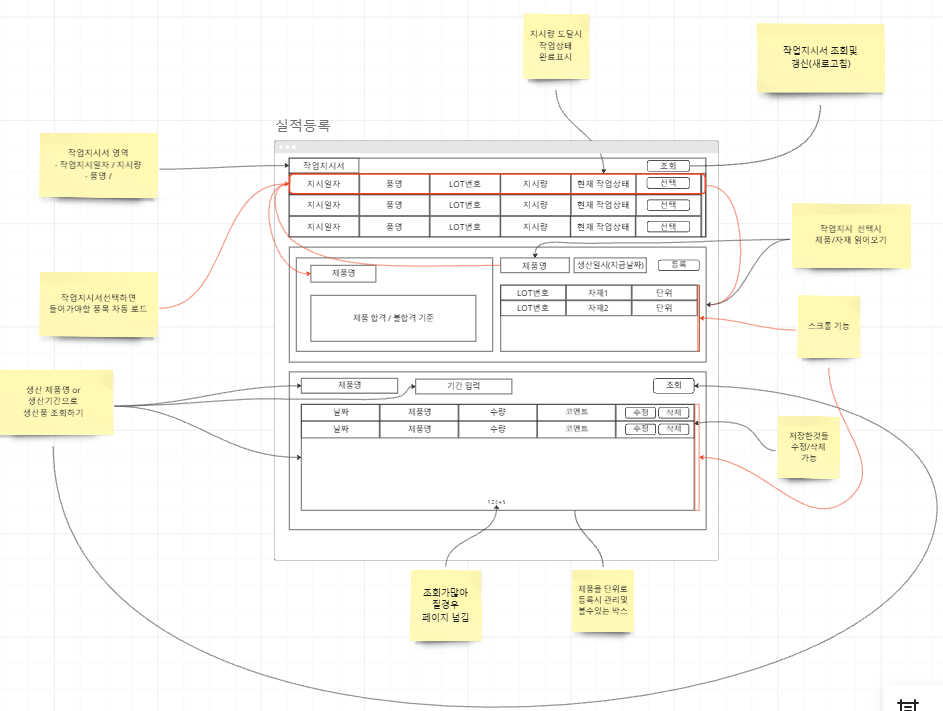 지시량 도달시
작업상태
완료표시
작업지시서 조회및
갱신(새로고침)
실적등록
작업지시서 영역
- 작업지시일자 / 지시량
- 품명 /
작업지시서
조회
지시일자 품명 LOT번호 지시량 현재 작업상태 선택
지시일자 품명 LOT번호 지시량 현재 작업상태 선택
지시일자 품명 LOT번호 지시량 현재 작업상태 선택
작업지시 선택시
제품/자재 읽어오기
제품명
제품명 생산일시(지금날짜) 등록
작업지시서선택하면
들어가야할 품목 자동 로드
LOT번호 자재1 단위
LOT번호 자재2 단위
제품 합격 / 불합격 기준
스크롤 기능
생산 제품명 or
생산기간으로
생산품 조회하기
제품명 기간 입력 조회
날짜 제품명 수량 코멘트 수정 삭제
날짜 제품명 수량 코멘트 수정 삭제
저장한것들
수정/삭제
가능
1 2 3 4 5
조회가많아
질경우
페이지 넘김
제품을 단위로
등록시 관리및
볼수있는 박스